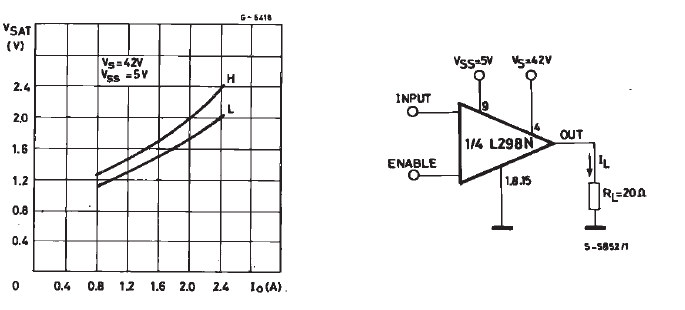 G-5418
VSAT
(V)
VS=42V
VSS=5V
H
L
2.4
2.0
1.6
1.2
0.8
0.4
0 0.4 0.8 1.2 1.6 2.0 2.4 IO(A)
VSS=5V VS=42V
INPUT
9
4
OUT
1/4 L298N
ENABLE
1,8,15
IL
RL=20Ω
S-5852/1